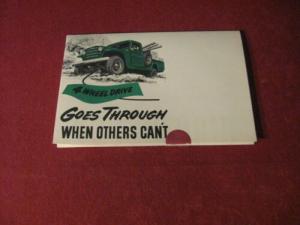 4 WHEEL DRIVE
GOES THROUGH
WHEN OTHERS CAN'T